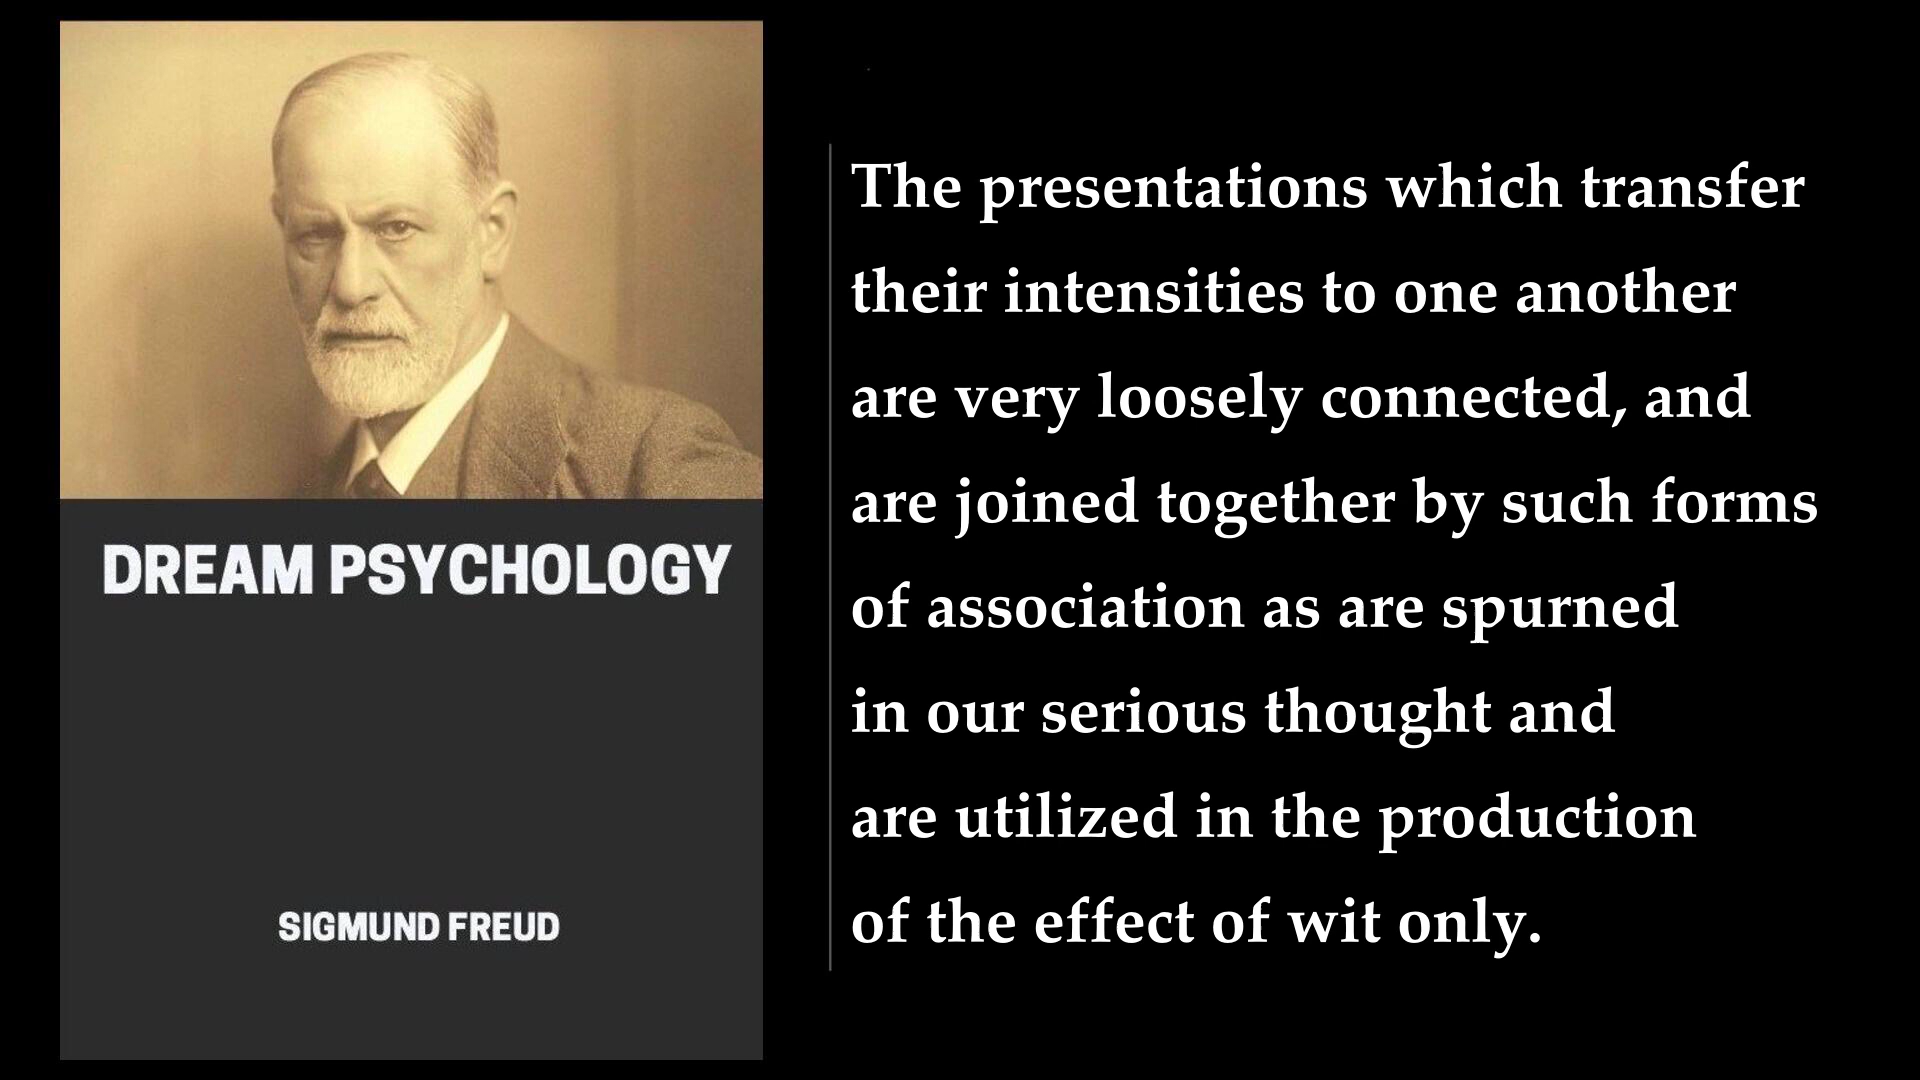 DREAM PSYCHOLOGY
SIGMUND FREUD
The presentations which transfer
their intensities to one another
are very loosely connected, and
are joined together by such forms
of association as are spurned
in our serious thought and
are utilized in the production
of the effect of wit only.